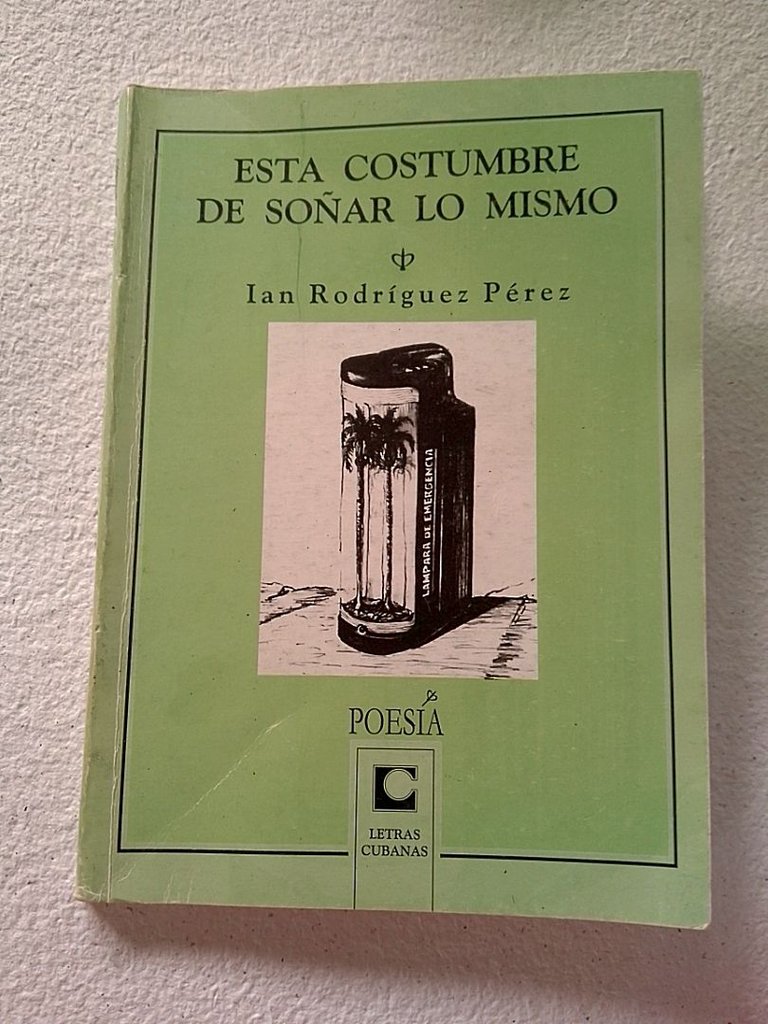 ESTA COSTUMBRE
DE SOÑAR LO MISMO
Ian Rodríguez Pérez
LAMPARA DE EMERGENCIA
POESÍA
C
LETRAS
CUBANAS